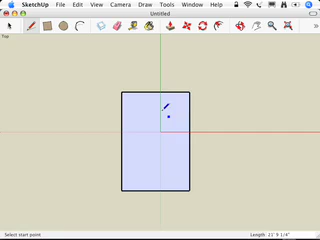 SketchUp File Edit View Camera Draw Tools Window Help
Untitled
Top
Select start point
Length 21' 9 1/4"